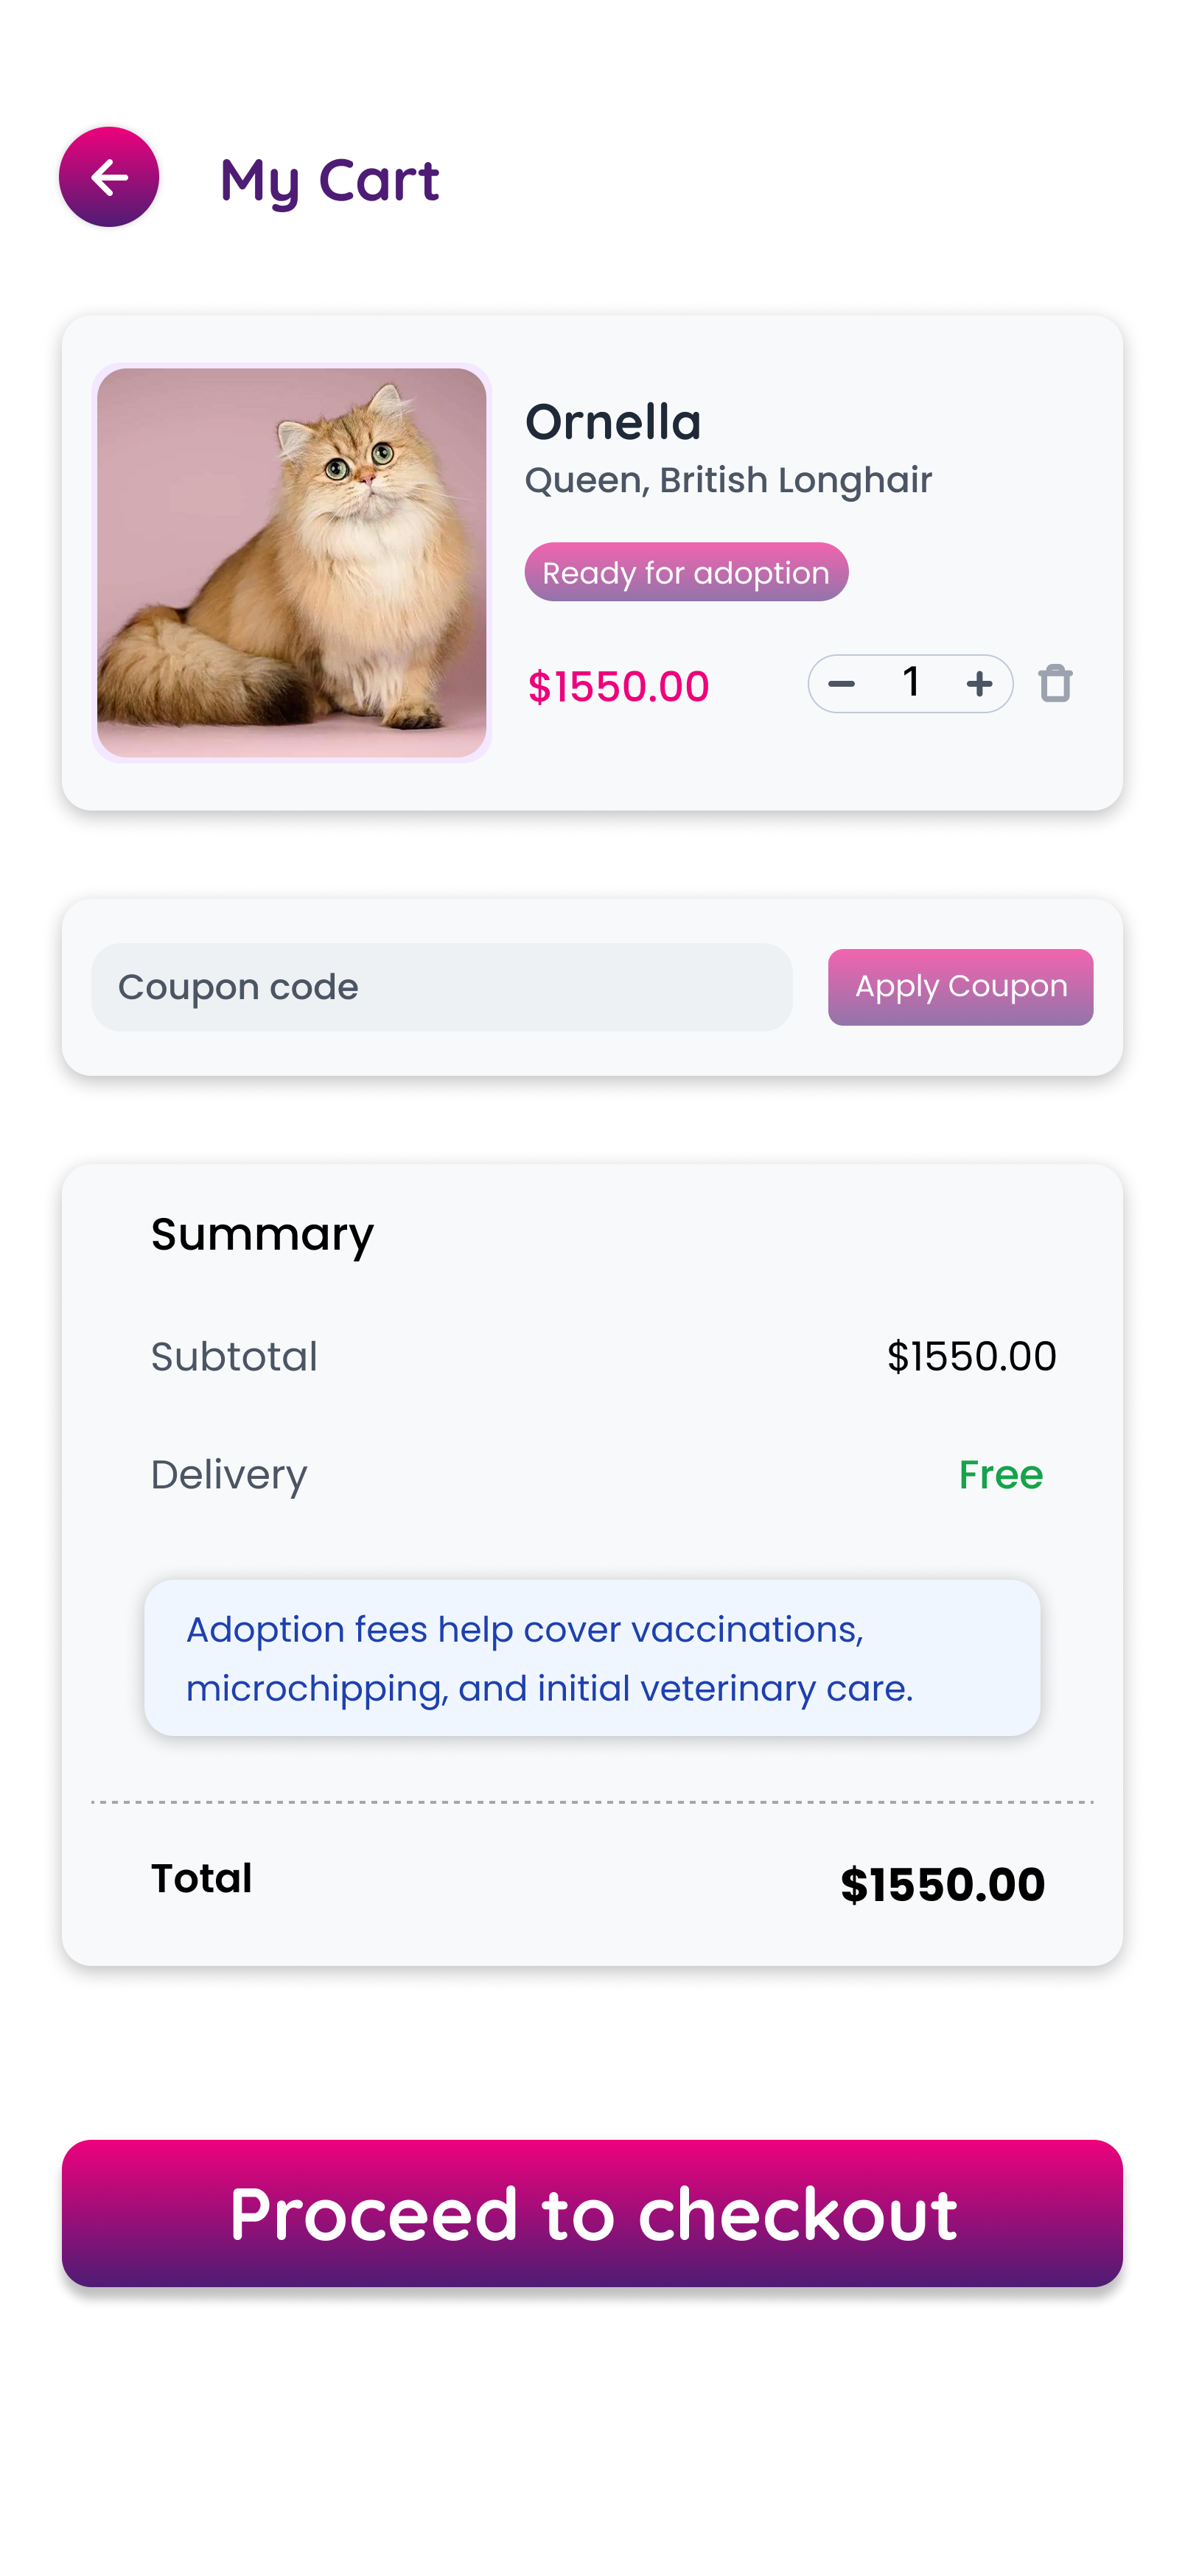 My Cart
Ornella
Queen, British Longhair
Ready for adoption
$1550.00
1
Coupon code
Apply Coupon
Summary
Subtotal
$1550.00
Delivery
Free
Adoption fees help cover vaccinations,
microchipping, and initial veterinary care.
Total
$1550.00
Proceed to checkout